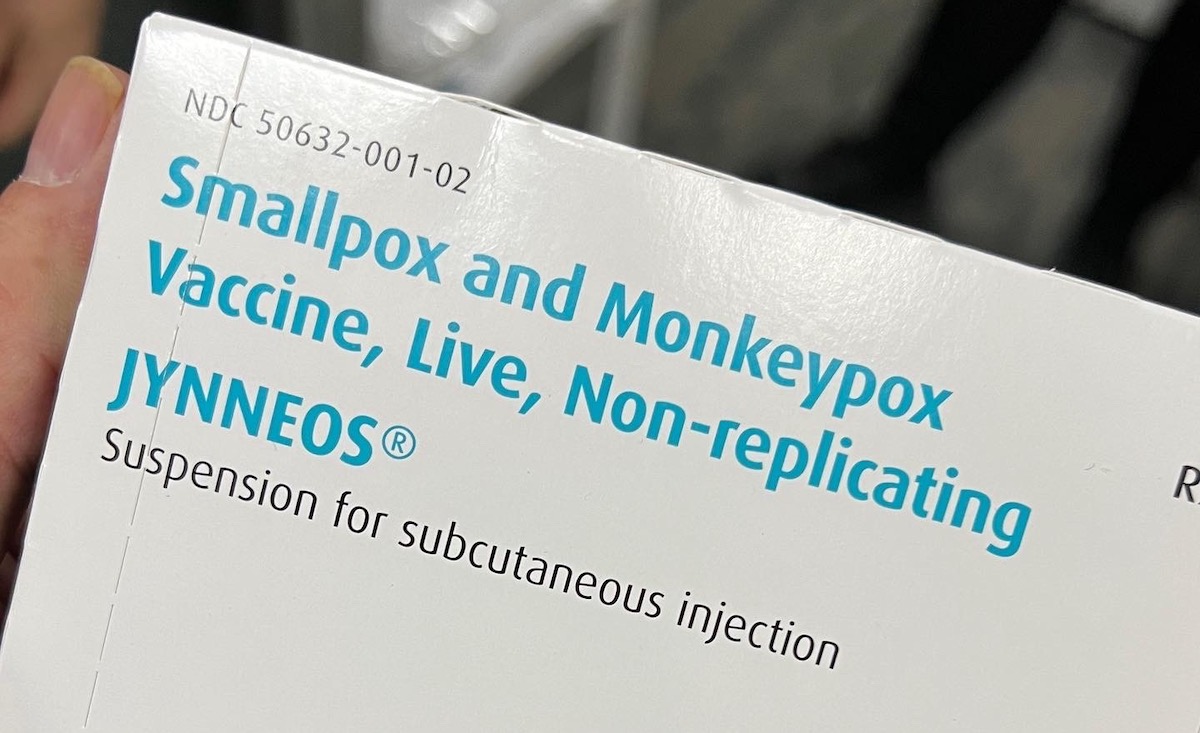 NDC 50632-001-02
Smallpox and Monkeypox
Vaccine, Live, Non-replicating
JYNNEOS®
Suspension for subcutaneous injection